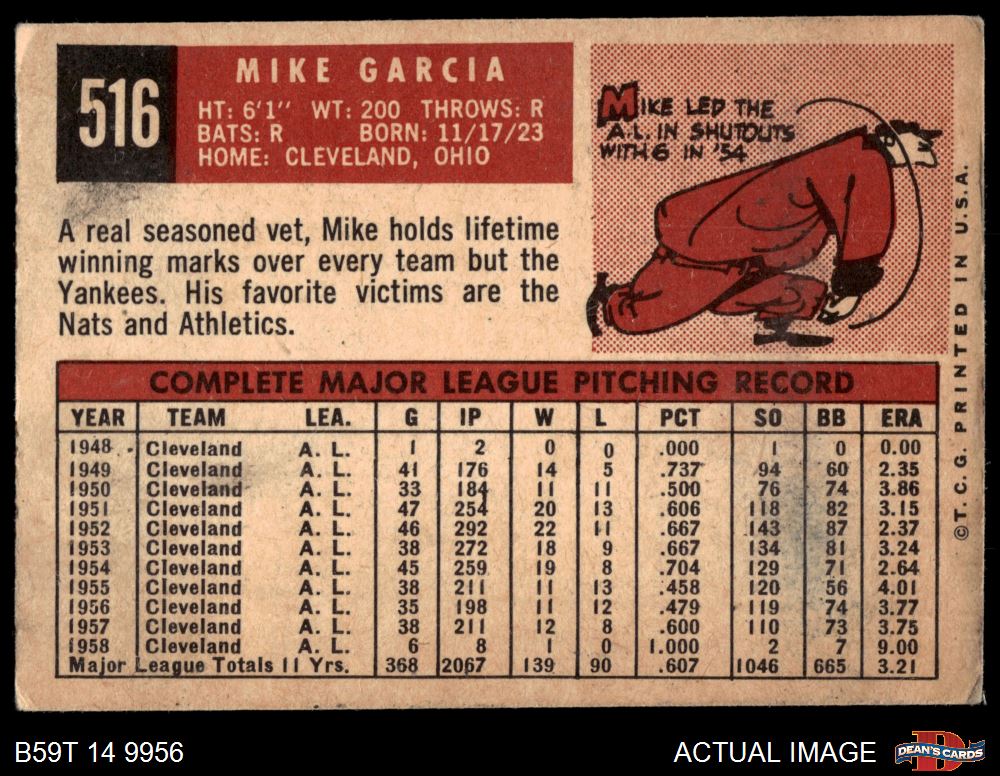 516
MIKE GARCIA
HT: 6'1" WT: 200 THROWS: R
BATS: R BORN: 11/17/23
HOME: CLEVELAND, OHIO
MIKE LED THE
A.L. IN SHUTOUTS
WITH 6 IN '54
A real seasoned vet, Mike holds lifetime
winning marks over every team but the
Yankees. His favorite victims are the
Nats and Athletics.
COMPLETE MAJOR LEAGUE PITCHING RECORD
YEAR TEAM LEA. G IP W L PCT SO BB ERA
1948 Cleveland A. L. 1 2 0 0 .000 1 0 0.00
1949 Cleveland A. L. 41 176 14 5 .737 94 60 2.35
1950 Cleveland A. L. 33 184 11 11 .500 76 74 3.86
1951 Cleveland A. L. 47 254 20 13 .606 118 82 3.15
1952 Cleveland A. L. 46 292 22 11 .667 143 87 2.37
1953 Cleveland A. L. 38 272 18 9 .667 134 81 3.24
1954 Cleveland A. L. 45 259 19 8 .704 129 71 2.64
1955 Cleveland A. L. 38 211 11 13 .458 120 56 4.01
1956 Cleveland A. L. 35 198 11 12 .479 119 74 3.77
1957 Cleveland A. L. 38 211 12 8 .600 110 73 3.75
1958 Cleveland A. L. 6 8 1 0 1.000 2 7 9.00
Major League Totals 11 Yrs. 368 2067 139 90 .607 1046 665 3.21
©T. C. G. PRINTED IN U. S. A.
B59T 14 9956
ACTUAL IMAGE
DEAN'S CARDS